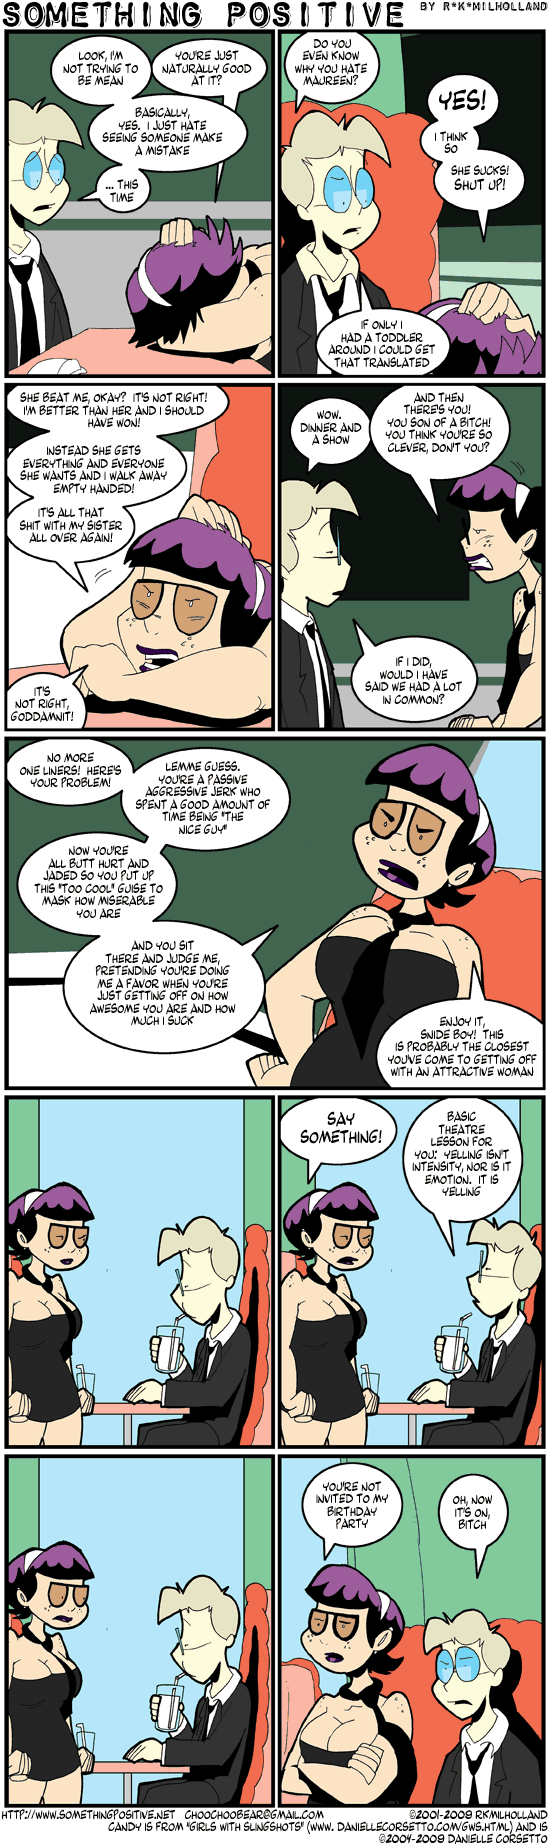 SOMETHING POSITIVE
BY R*K*MILHOLLAND
LOOK, I'M
NOT TRYING TO
BE MEAN
YOU'RE JUST
NATURALLY GOOD
AT IT?
BASICALLY,
YES. I JUST HATE
SEEING SOMEONE MAKE
A MISTAKE
... THIS
TIME
DO YOU
EVEN KNOW
WHY YOU HATE
MAUREEN?
YES!
I THINK
SO
SHE SUCKS!
SHUT UP!
IF ONLY I
HAD A TODDLER
AROUND I COULD GET
THAT TRANSLATED
SHE BEAT ME, OKAY? IT'S NOT RIGHT!
I'M BETTER THAN HER AND I SHOULD
HAVE WON!
INSTEAD SHE GETS
EVERYTHING AND EVERYONE
SHE WANTS AND I WALK AWAY
EMPTY HANDED!
IT'S ALL THAT
SHIT WITH MY SISTER
ALL OVER AGAIN!
IT'S
NOT RIGHT,
GODDAMNIT!
WOW.
DINNER AND
A SHOW
AND THEN
THERE'S YOU!
YOU SON OF A BITCH!
YOU THINK YOU'RE SO
CLEVER, DON'T YOU?
IF I DID,
WOULD I HAVE
SAID WE HAD A LOT
IN COMMON?
NO MORE
ONE LINERS! HERE'S
YOUR PROBLEM!
LEMME GUESS.
YOU'RE A PASSIVE
AGGRESSIVE JERK WHO
SPENT A GOOD AMOUNT OF
TIME BEING "THE
NICE GUY"
NOW YOU'RE
ALL BUTT HURT AND
JADED SO YOU PUT UP
THIS "TOO COOL" GUISE TO
MASK HOW MISERABLE
YOU ARE
AND YOU SIT
THERE AND JUDGE ME,
PRETENDING YOU'RE DOING
ME A FAVOR WHEN YOU'RE
JUST GETTING OFF ON HOW
AWESOME YOU ARE AND HOW
MUCH I SUCK
ENJOY IT,
SNIDE BOY! THIS
IS PROBABLY THE CLOSEST
YOU'VE COME TO GETTING OFF
WITH AN ATTRACTIVE WOMAN
SAY
SOMETHING!
BASIC
THEATRE
LESSON FOR
YOU: YELLING ISN'T
INTENSITY, NOR IS IT
EMOTION. IT IS
YELLING
YOU'RE NOT
INVITED TO MY
BIRTHDAY
PARTY
OH, NOW
IT'S ON,
BITCH
HTTP://WWW.SOMETHINGPOSITIVE.NET CHOOCHOOBEAR@GMAIL.COM ©2001-2009 RKMILHOLLAND
CANDY IS FROM "GIRLS WITH SLINGSHOTS" (WWW. DANIELLECORSETTO.COM/GWS.HTML) AND IS
©2004-2009 DANIELLE CORSETTO